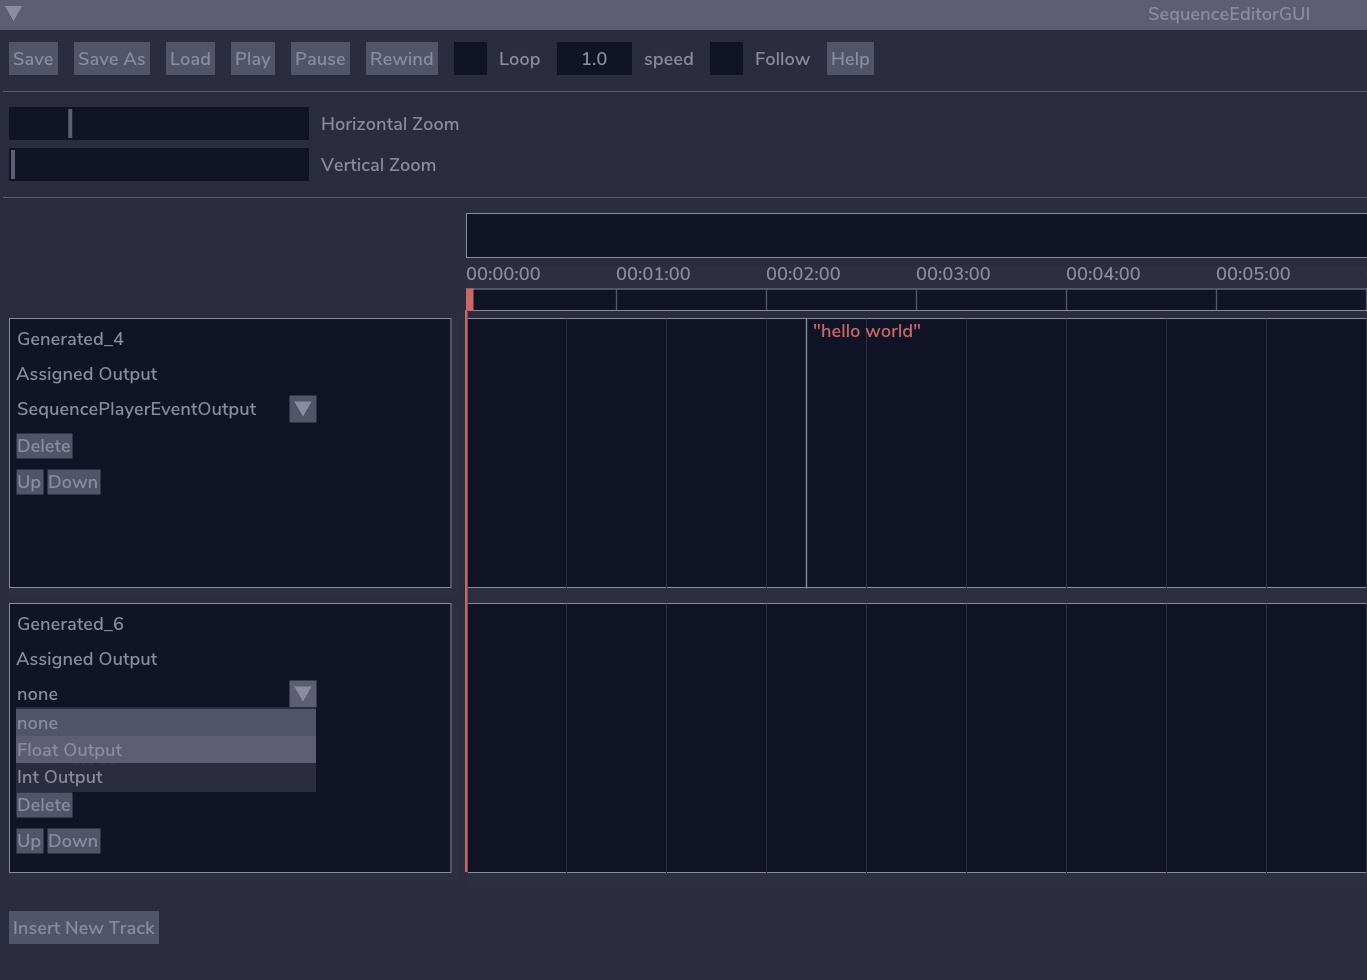 SequenceEditorGUI
Save Save As Load Play Pause Rewind Loop 1.0 speed Follow Help
Horizontal Zoom
Vertical Zoom
00:00:00 00:01:00 00:02:00 00:03:00 00:04:00 00:05:00
Generated_4
"hello world"
Assigned Output
SequencePlayerEventOutput
Delete
Up Down
Generated_6
Assigned Output
none
none
Float Output
Int Output
Delete
Up Down
Insert New Track